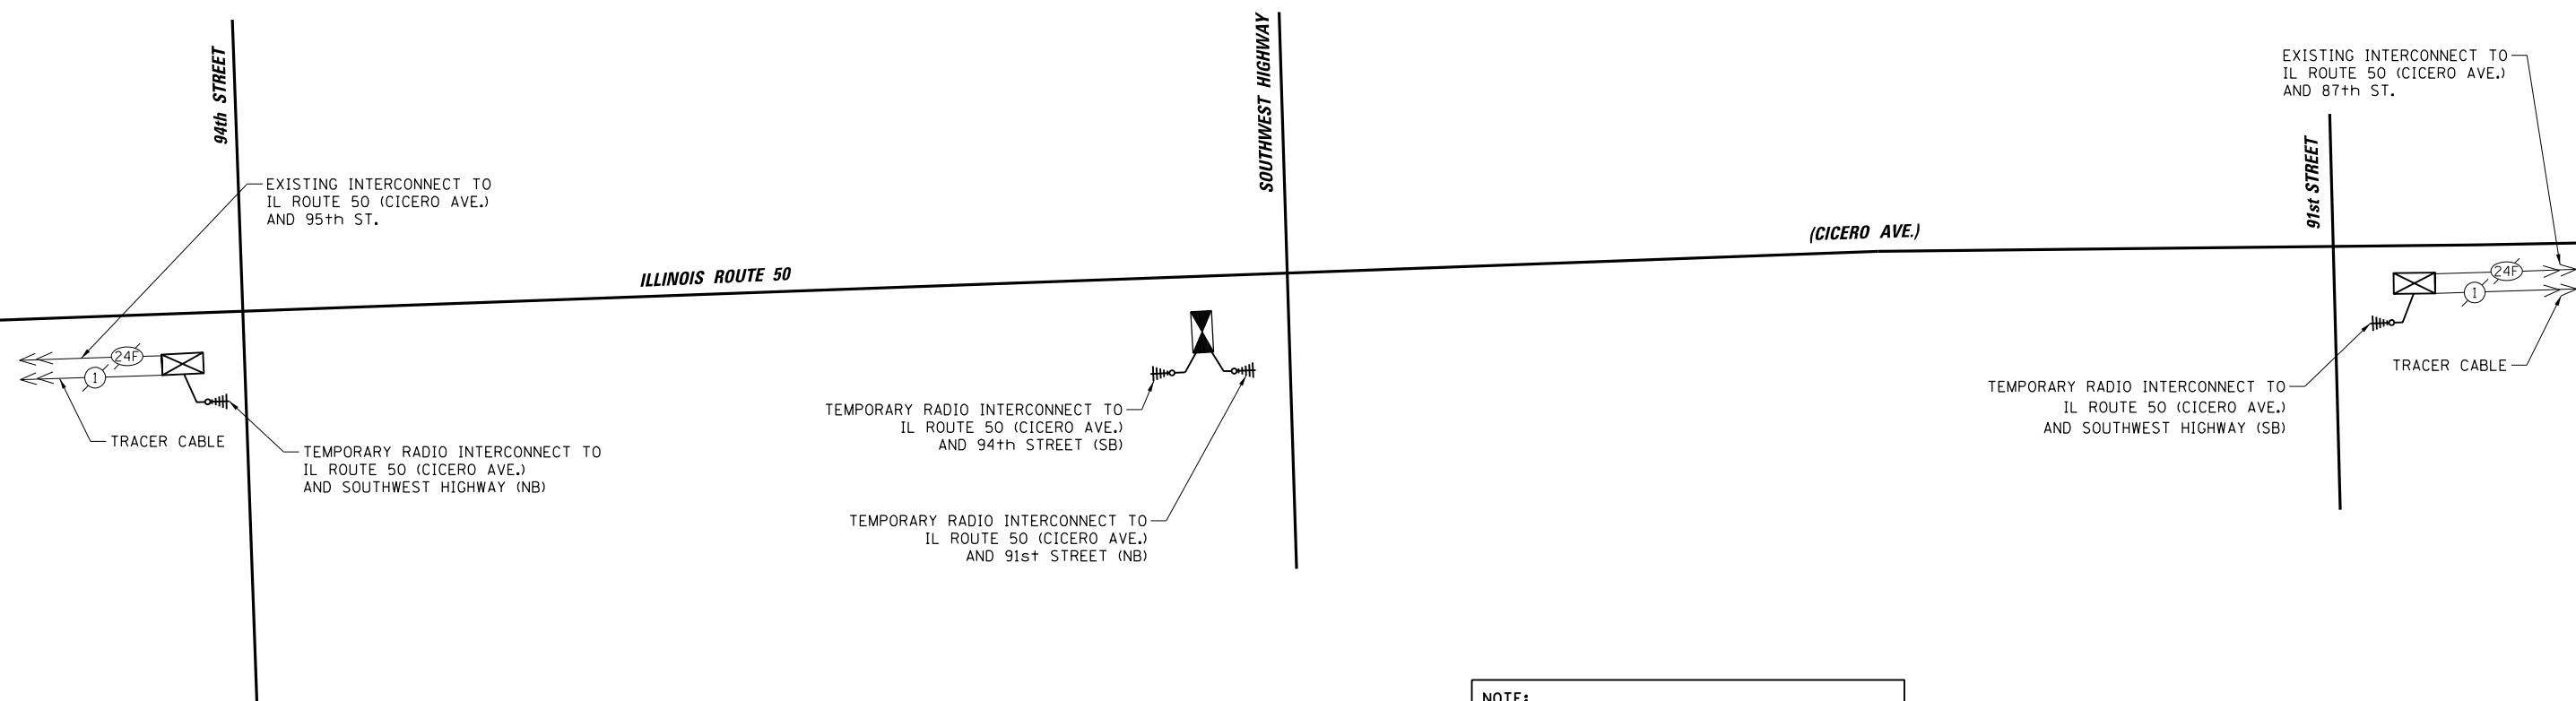 94th STREET
EXISTING INTERCONNECT TO
IL ROUTE 50 (CICERO AVE.)
AND 95th ST.
24F
1
TRACER CABLE
TEMPORARY RADIO INTERCONNECT TO
IL ROUTE 50 (CICERO AVE.)
AND SOUTHWEST HIGHWAY (NB)
ILLINOIS ROUTE 50
SOUTHWEST HIGHWAY
TEMPORARY RADIO INTERCONNECT TO
IL ROUTE 50 (CICERO AVE.)
AND 94th STREET (SB)
TEMPORARY RADIO INTERCONNECT TO
IL ROUTE 50 (CICERO AVE.)
AND 91st STREET (NB)
(CICERO AVE.)
91st STREET
EXISTING INTERCONNECT TO
IL ROUTE 50 (CICERO AVE.)
AND 87th ST.
24F
1
TRACER CABLE
TEMPORARY RADIO INTERCONNECT TO
IL ROUTE 50 (CICERO AVE.)
AND SOUTHWEST HIGHWAY (SB)
NOTE: